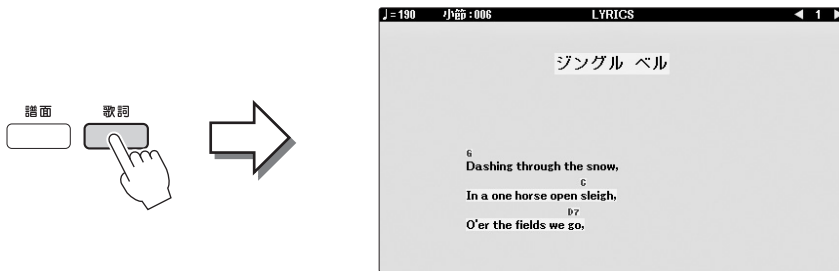 譜面 歌詞
♩=190 小節:006 LYRICS ◀ 1 ▶
ジングル ベル
G
Dashing through the snow,
C
In a one horse open sleigh,
D7
O'er the fields we go,